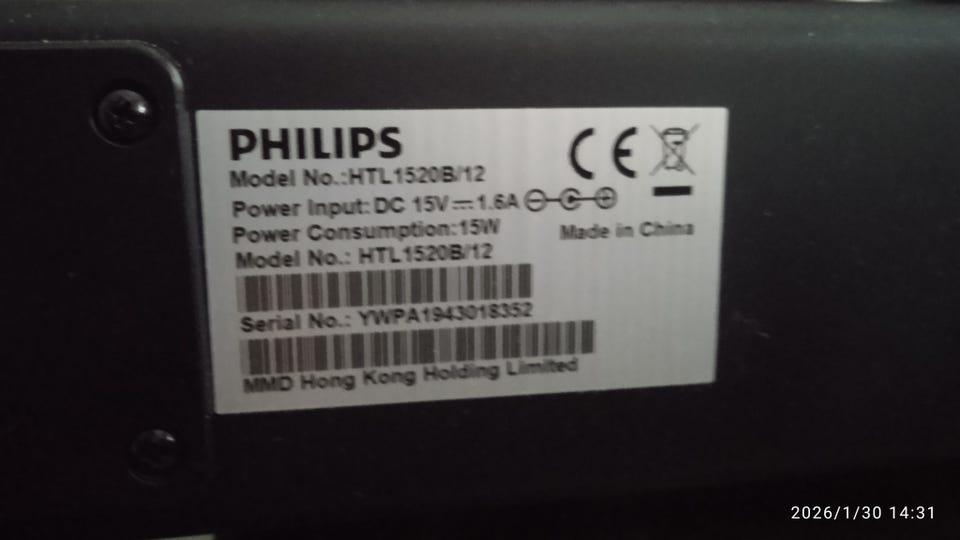 PHILIPS
Model No.:HTL1520B/12
Power Input: DC 15V⎓1.6A
Power Consumption:15W
Made in China
Model No.: HTL1520B/12
Serial No.: YWPA1943018352
MMD Hong Kong Holding Limited
CE
2026/1/30 14:31